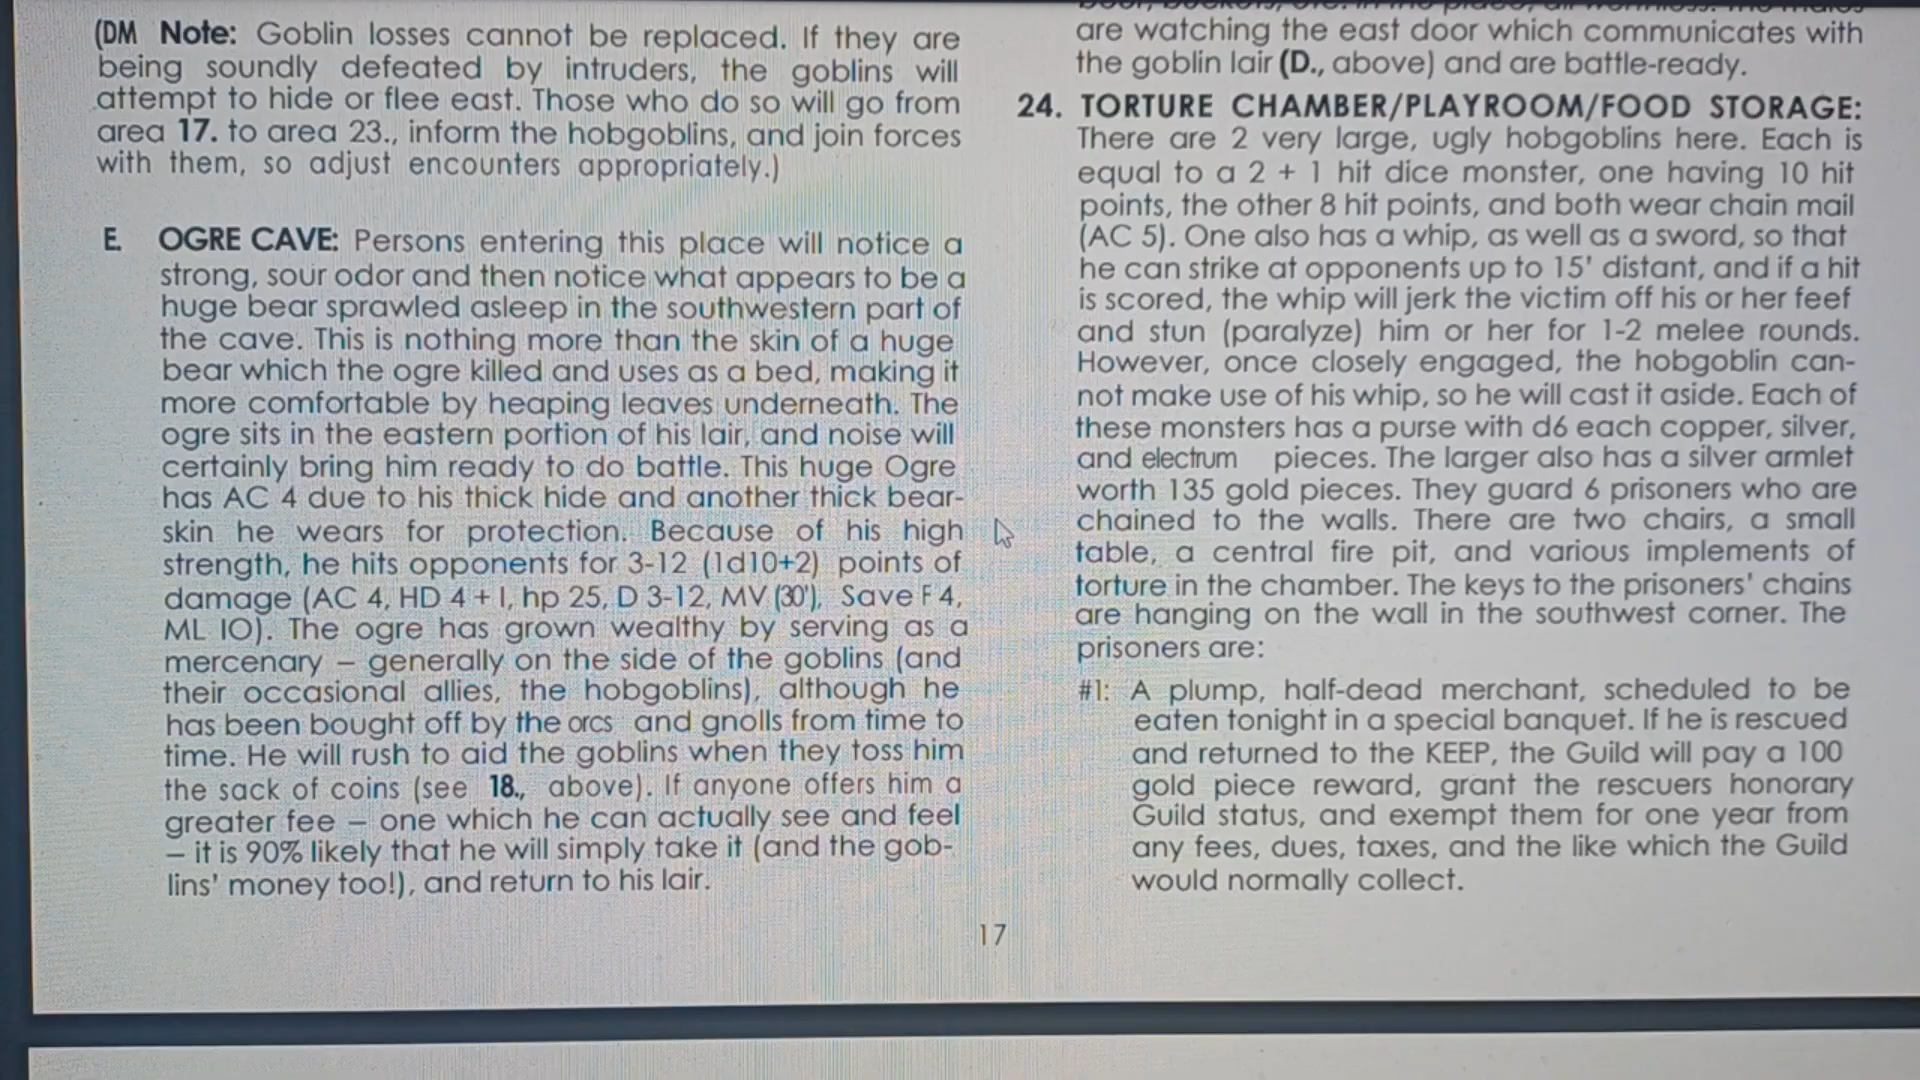 (DM Note: Goblin losses cannot be replaced. If they are
being soundly defeated by intruders, the goblins will
attempt to hide or flee east. Those who do so will go from
area 17. to area 23., inform the hobgoblins, and join forces
with them, so adjust encounters appropriately.)
E. OGRE CAVE: Persons entering this place will notice a
strong, sour odor and then notice what appears to be a
huge bear sprawled asleep in the southwestern part of
the cave. This is nothing more than the skin of a huge
bear which the ogre killed and uses as a bed, making it
more comfortable by heaping leaves underneath. The
ogre sits in the eastern portion of his lair, and noise will
certainly bring him ready to do battle. This huge Ogre
has AC 4 due to his thick hide and another thick bear-
skin he wears for protection. Because of his high
strength, he hits opponents for 3-12 (1d10+2) points of
damage (AC 4, HD 4 + l, hp 25, D 3-12, MV (30'), Save F 4,
ML IO). The ogre has grown wealthy by serving as a
mercenary – generally on the side of the goblins (and
their occasional allies, the hobgoblins), although he
has been bought off by the orcs and gnolls from time to
time. He will rush to aid the goblins when they toss him
the sack of coins (see 18., above). If anyone offers him a
greater fee – one which he can actually see and feel
– it is 90% likely that he will simply take it (and the gob-
lins' money too!), and return to his lair.
are watching the east door which communicates with
the goblin lair (D., above) and are battle-ready.
24. TORTURE CHAMBER/PLAYROOM/FOOD STORAGE:
There are 2 very large, ugly hobgoblins here. Each is
equal to a 2 + 1 hit dice monster, one having 10 hit
points, the other 8 hit points, and both wear chain mail
(AC 5). One also has a whip, as well as a sword, so that
he can strike at opponents up to 15' distant, and if a hit
is scored, the whip will jerk the victim off his or her feef
and stun (paralyze) him or her for 1-2 melee rounds.
However, once closely engaged, the hobgoblin can-
not make use of his whip, so he will cast it aside. Each of
these monsters has a purse with d6 each copper, silver,
and electrum pieces. The larger also has a silver armlet
worth 135 gold pieces. They guard 6 prisoners who are
chained to the walls. There are two chairs, a small
table, a central fire pit, and various implements of
torture in the chamber. The keys to the prisoners' chains
are hanging on the wall in the southwest corner. The
prisoners are:
#1: A plump, half-dead merchant, scheduled to be
eaten tonight in a special banquet. If he is rescued
and returned to the KEEP, the Guild will pay a 100
gold piece reward, grant the rescuers honorary
Guild status, and exempt them for one year from
any fees, dues, taxes, and the like which the Guild
would normally collect.
17